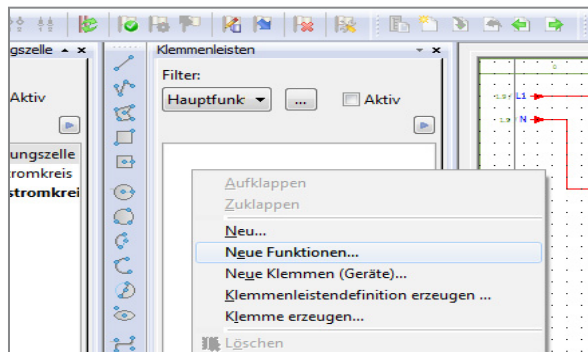 gszelle
Klemmenleisten
Filter:
Aktiv
Hauptfunk
...
Aktiv
ungszelle
romkreis
stromkrei
Aufklappen
Zuklappen
Neu...
Neue Funktionen...
Neue Klemmen (Geräte)...
Klemmenleistendefinition erzeugen ...
Klemme erzeugen...
Löschen
L1
N